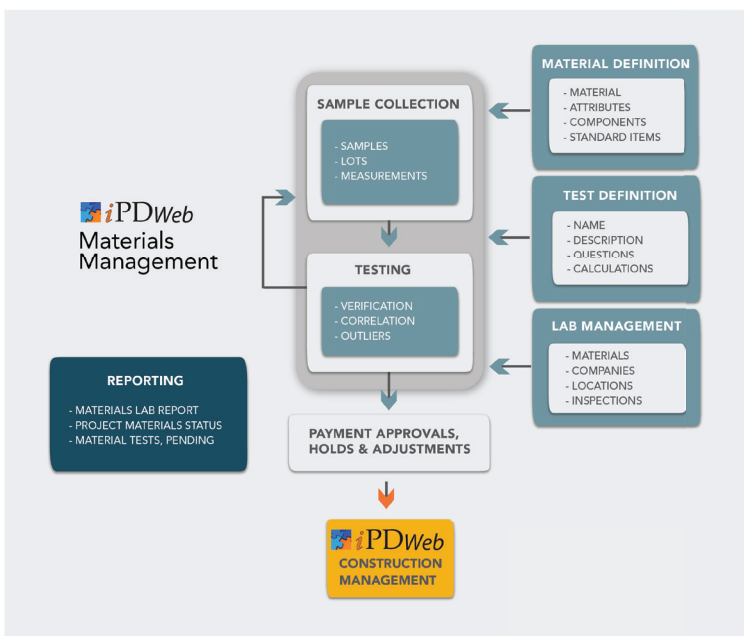 MATERIAL DEFINITION
- MATERIAL
- ATTRIBUTES
- COMPONENTS
- STANDARD ITEMS
SAMPLE COLLECTION
- SAMPLES
- LOTS
- MEASUREMENTS
TEST DEFINITION
- NAME
- DESCRIPTION
- QUESTIONS
- CALCULATIONS
iPDWeb
Materials
Management
TESTING
- VERIFICATION
- CORRELATION
- OUTLIERS
LAB MANAGEMENT
- MATERIALS
- COMPANIES
- LOCATIONS
- INSPECTIONS
REPORTING
- MATERIALS LAB REPORT
- PROJECT MATERIALS STATUS
- MATERIAL TESTS, PENDING
PAYMENT APPROVALS,
HOLDS & ADJUSTMENTS
iPDWeb
CONSTRUCTION
MANAGEMENT